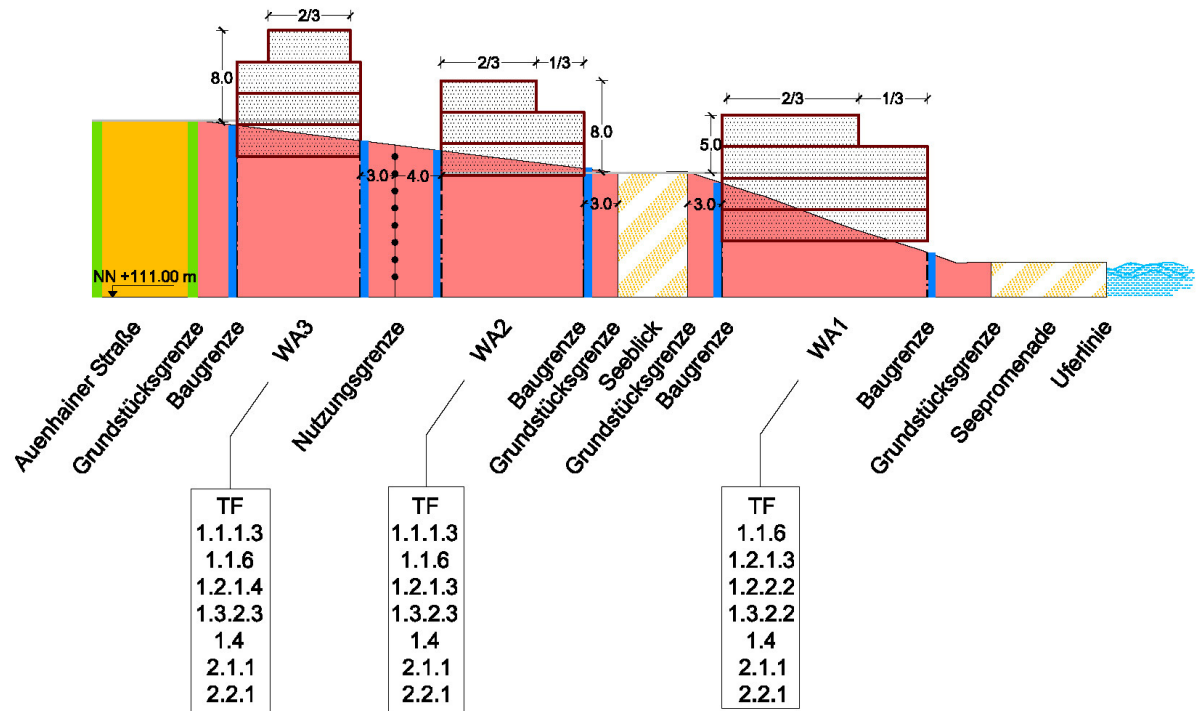 2/3
8.0
2/3
1/3
8.0
2/3
1/3
5.0
3.0
4.0
3.0
3.0
NN +111.00 m
Auenhainer Straße
Grundstücksgrenze
Baugrenze
WA3
Nutzungsgrenze
WA2
Baugrenze
Grundstücksgrenze
Seeblick
Grundstücksgrenze
Baugrenze
WA1
Baugrenze
Grundstücksgrenze
Seepromenade
Uferlinie
TF
1.1.1.3
1.1.6
1.2.1.4
1.3.2.3
1.4
2.1.1
2.2.1
TF
1.1.1.3
1.1.6
1.2.1.3
1.3.2.3
1.4
2.1.1
2.2.1
TF
1.1.6
1.2.1.3
1.2.2.2
1.3.2.2
1.4
2.1.1
2.2.1